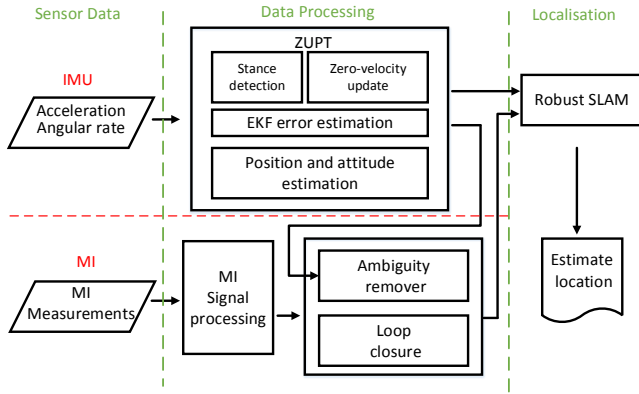 Sensor Data
Data Processing
Localisation
IMU
Acceleration
Angular rate
ZUPT
Stance
detection
Zero-velocity
update
EKF error estimation
Position and attitude
estimation
Robust SLAM
MI
MI
Measurements
MI
Signal
processing
Ambiguity
remover
Loop
closure
Estimate
location